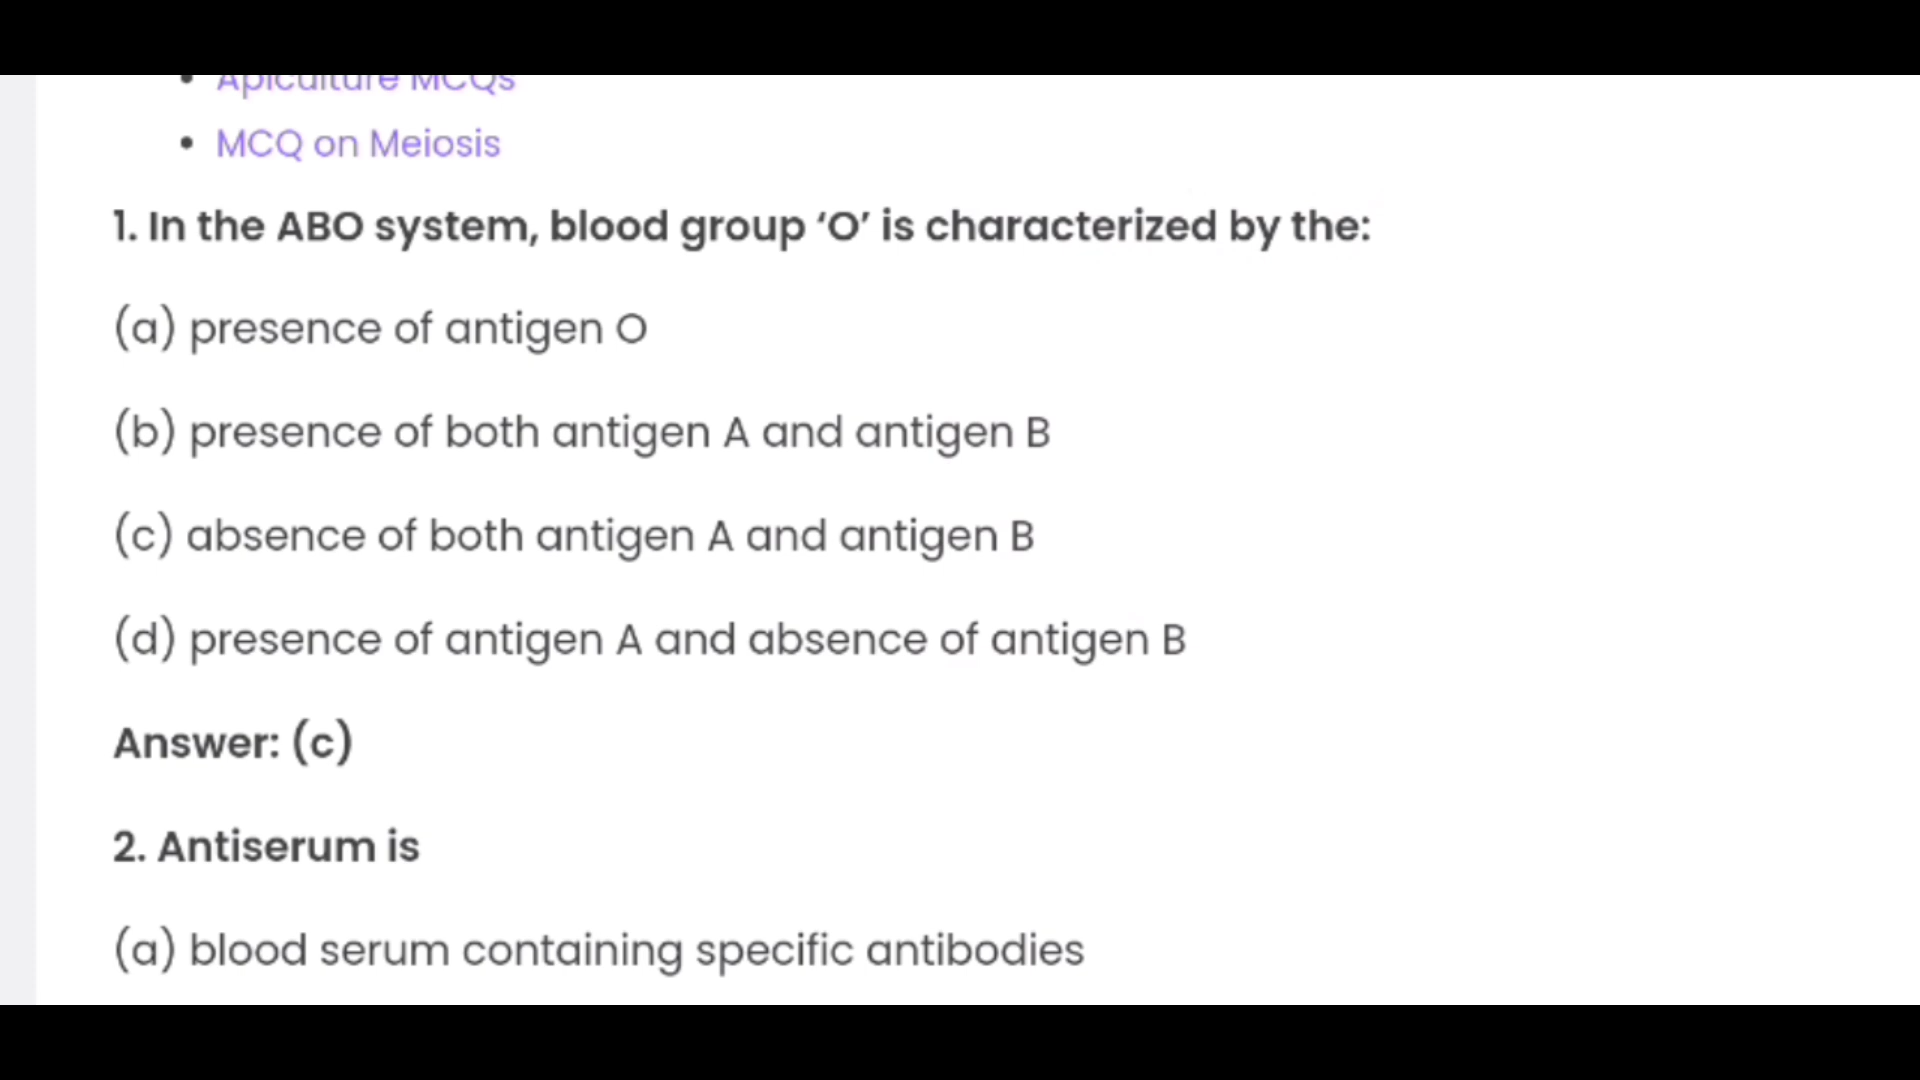 Apiculture MCQs
MCQ on Meiosis
1. In the ABO system, blood group ‘O’ is characterized by the:
(a) presence of antigen O
(b) presence of both antigen A and antigen B
(c) absence of both antigen A and antigen B
(d) presence of antigen A and absence of antigen B
Answer: (c)
2. Antiserum is
(a) blood serum containing specific antibodies